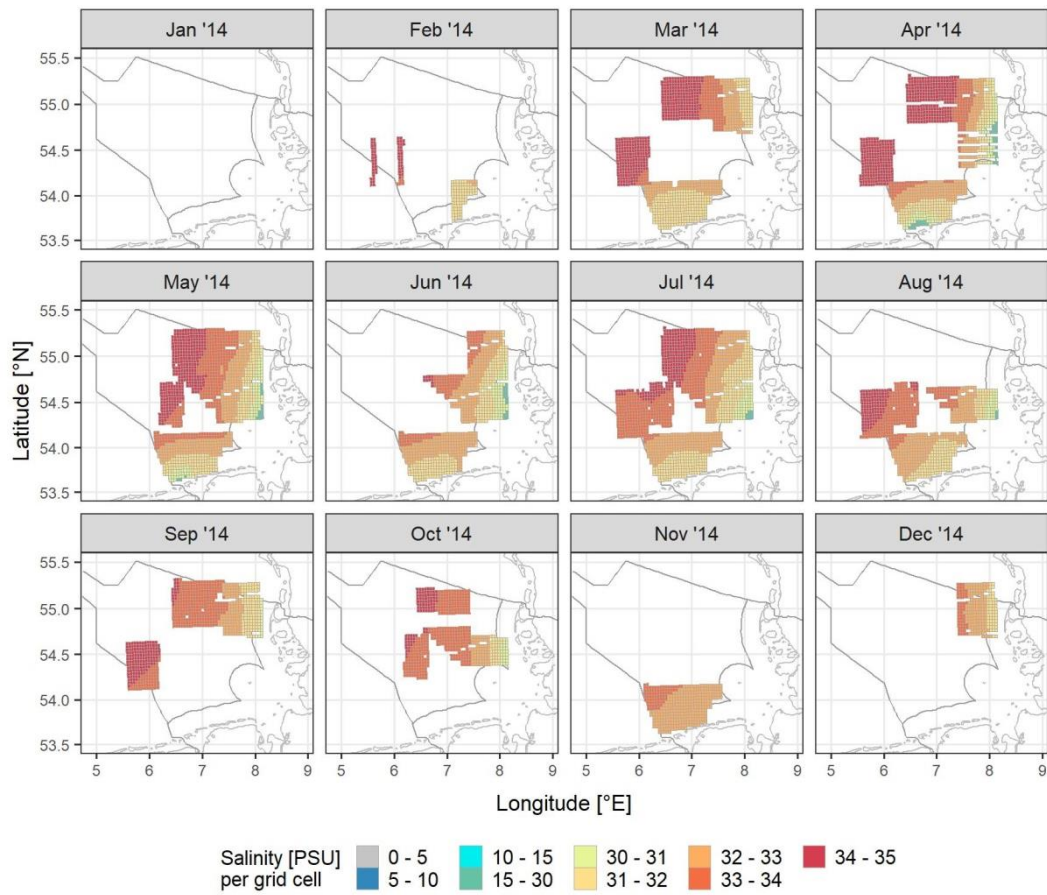 Jan '14 Feb '14 Mar '14 Apr '14
55.5
55.0
54.5
54.0
53.5
May '14 Jun '14 Jul '14 Aug '14
55.5
55.0
54.5
54.0
53.5
Latitude [°N]
Sep '14 Oct '14 Nov '14 Dec '14
55.5
55.0
54.5
54.0
53.5
5 6 7 8 9 5 6 7 8 9 5 6 7 8 9 5 6 7 8 9
Longitude [°E]
Salinity [PSU] 0 - 5 10 - 15 30 - 31 32 - 33 34 - 35
per grid cell 5 - 10 15 - 30 31 - 32 33 - 34